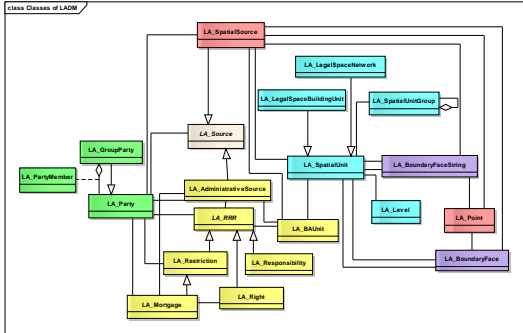 class Classes of LADM
LA_SpatialSource
LA_LegalSpaceNetwork
LA_LegalSpaceBuildingUnit
LA_SpatialUnitGroup
LA_Source
LA_GroupParty
LA_SpatialUnit
LA_BoundaryFaceString
LA_PartyMember
LA_AdministrativeSource
LA_Party
LA_Level
LA_Point
LA_RRR
LA_BAUnit
LA_Restriction
LA_Responsibility
LA_BoundaryFace
LA_Mortgage
LA_Right